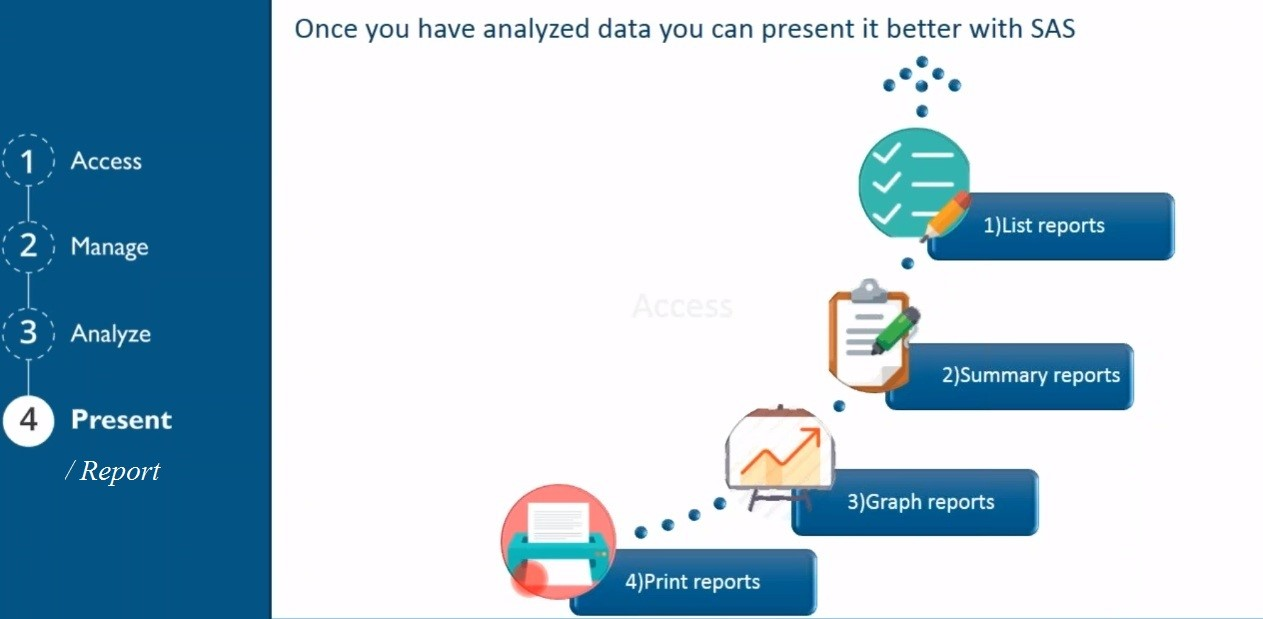 Once you have analyzed data you can present it better with SAS
1 Access
2 Manage
3 Analyze
4 Present
/ Report
Access
1)List reports
2)Summary reports
3)Graph reports
4)Print reports